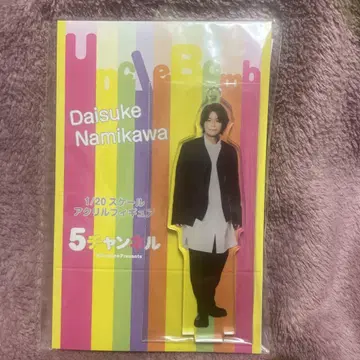 UncleBomb
Daisuke
Namikawa
1/20 スケール
アクリルフィギュア
5チャンネル